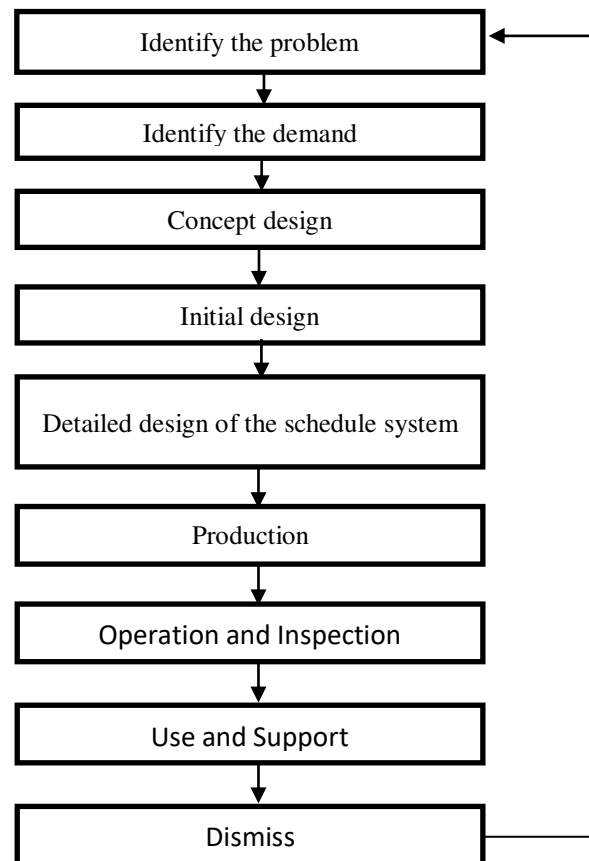 Identify the problem
Identify the demand
Concept design
Initial design
Detailed design of the schedule system
Production
Operation and Inspection
Use and Support
Dismiss